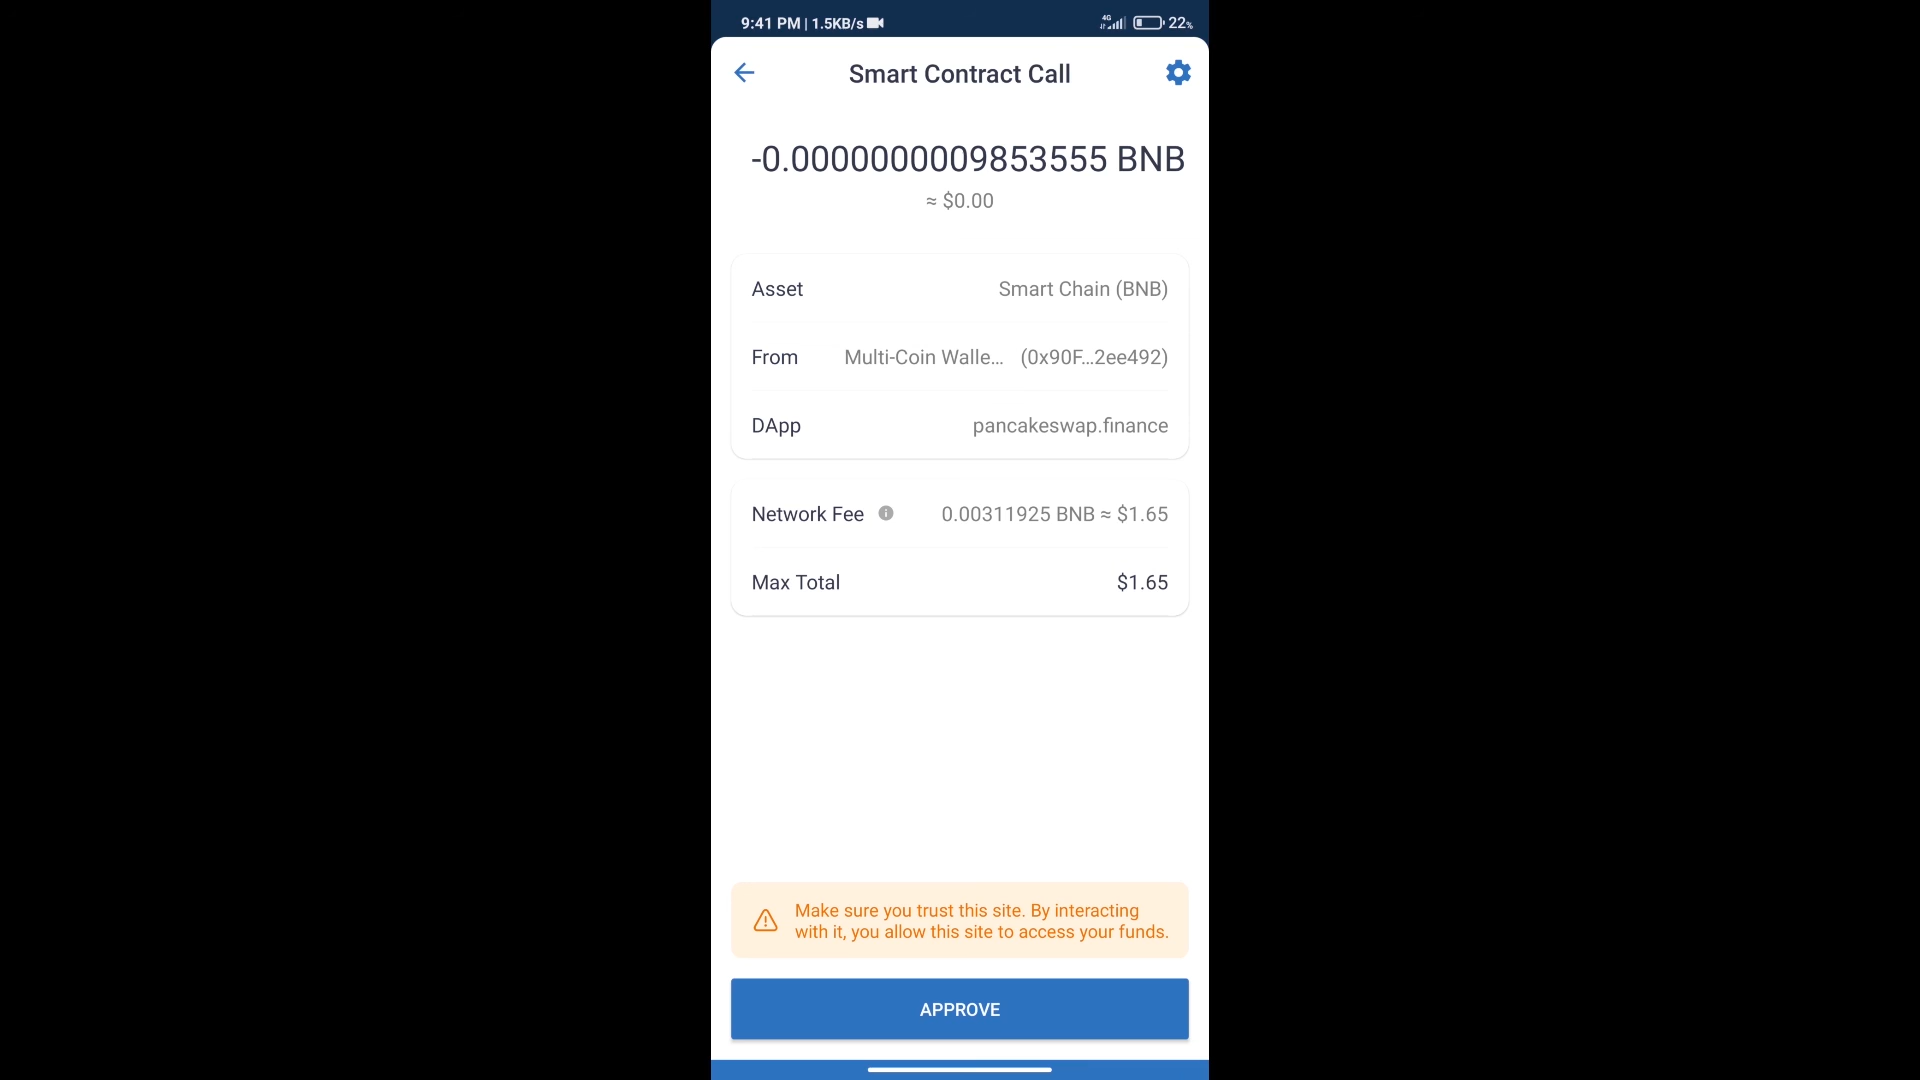 9:41 PM | 1.5KB/s 4G 22%
Smart Contract Call
-0.0000000009853555 BNB
≈ $0.00
Asset Smart Chain (BNB)
From Multi-Coin Walle... (0x90F...2ee492)
DApp pancakeswap.finance
Network Fee 0.00311925 BNB ≈ $1.65
Max Total $1.65
Make sure you trust this site. By interacting
with it, you allow this site to access your funds.
APPROVE